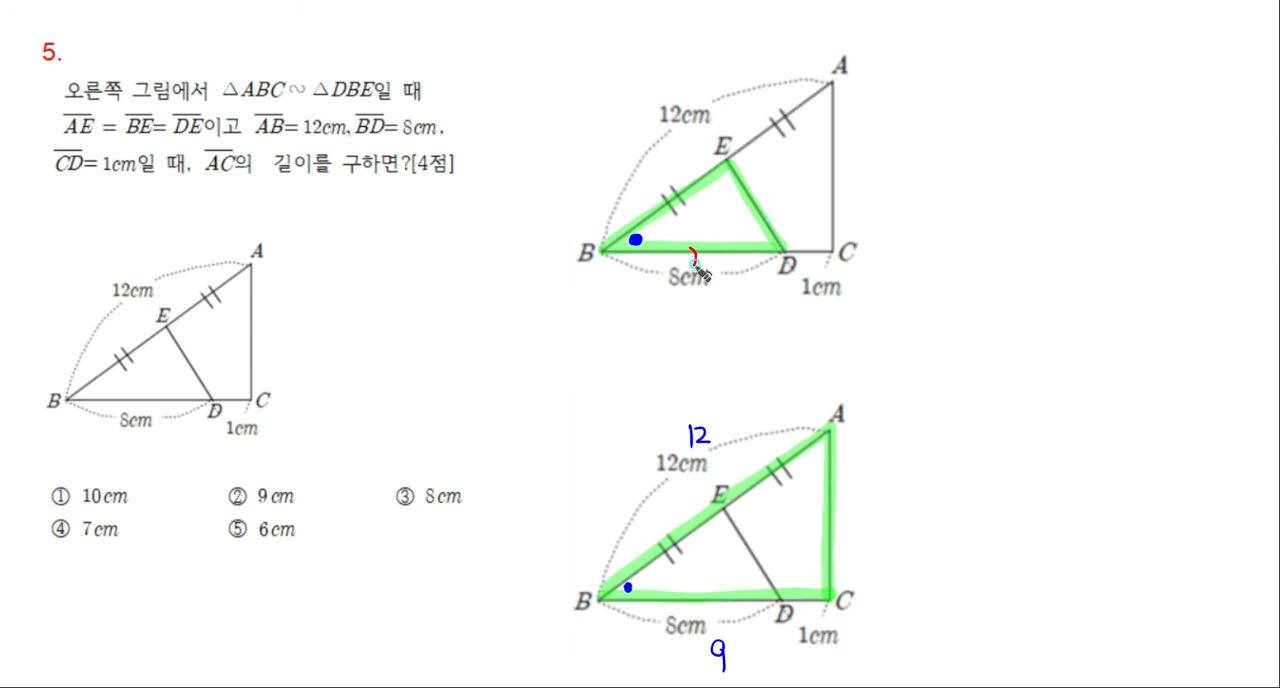 5.
오른쪽 그림에서 △ABC∽△DBE일 때
AE = BE= DE이고 AB= 12cm, BD= 8cm,
CD= 1cm일 때, AC의 길이를 구하면?[4점]
A
12cm
E
B
8cm
D
C
1cm
① 10cm ② 9cm ③ 8cm
④ 7cm ⑤ 6cm
A
12cm
E
B
8cm
D
C
1cm
A
12
12cm
E
B
8cm
D
C
1cm
9